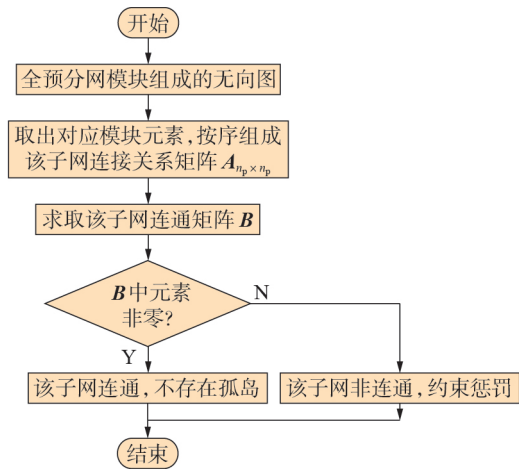 开始
全预分网模块组成的无向图
取出对应模块元素,按序组成
该子网连接关系矩阵 A_{n_p×n_p}
求取该子网连通矩阵 B
B中元素
非零?
N
Y
该子网连通,不存在孤岛
该子网非连通,约束惩罚
结束